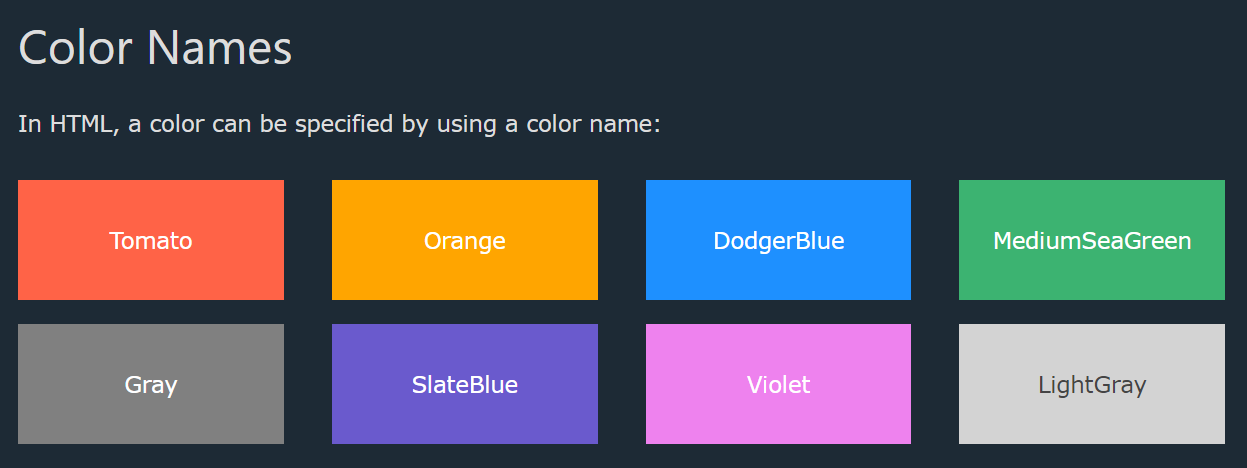 Color Names
In HTML, a color can be specified by using a color name:
Tomato
Orange
DodgerBlue
MediumSeaGreen
Gray
SlateBlue
Violet
LightGray